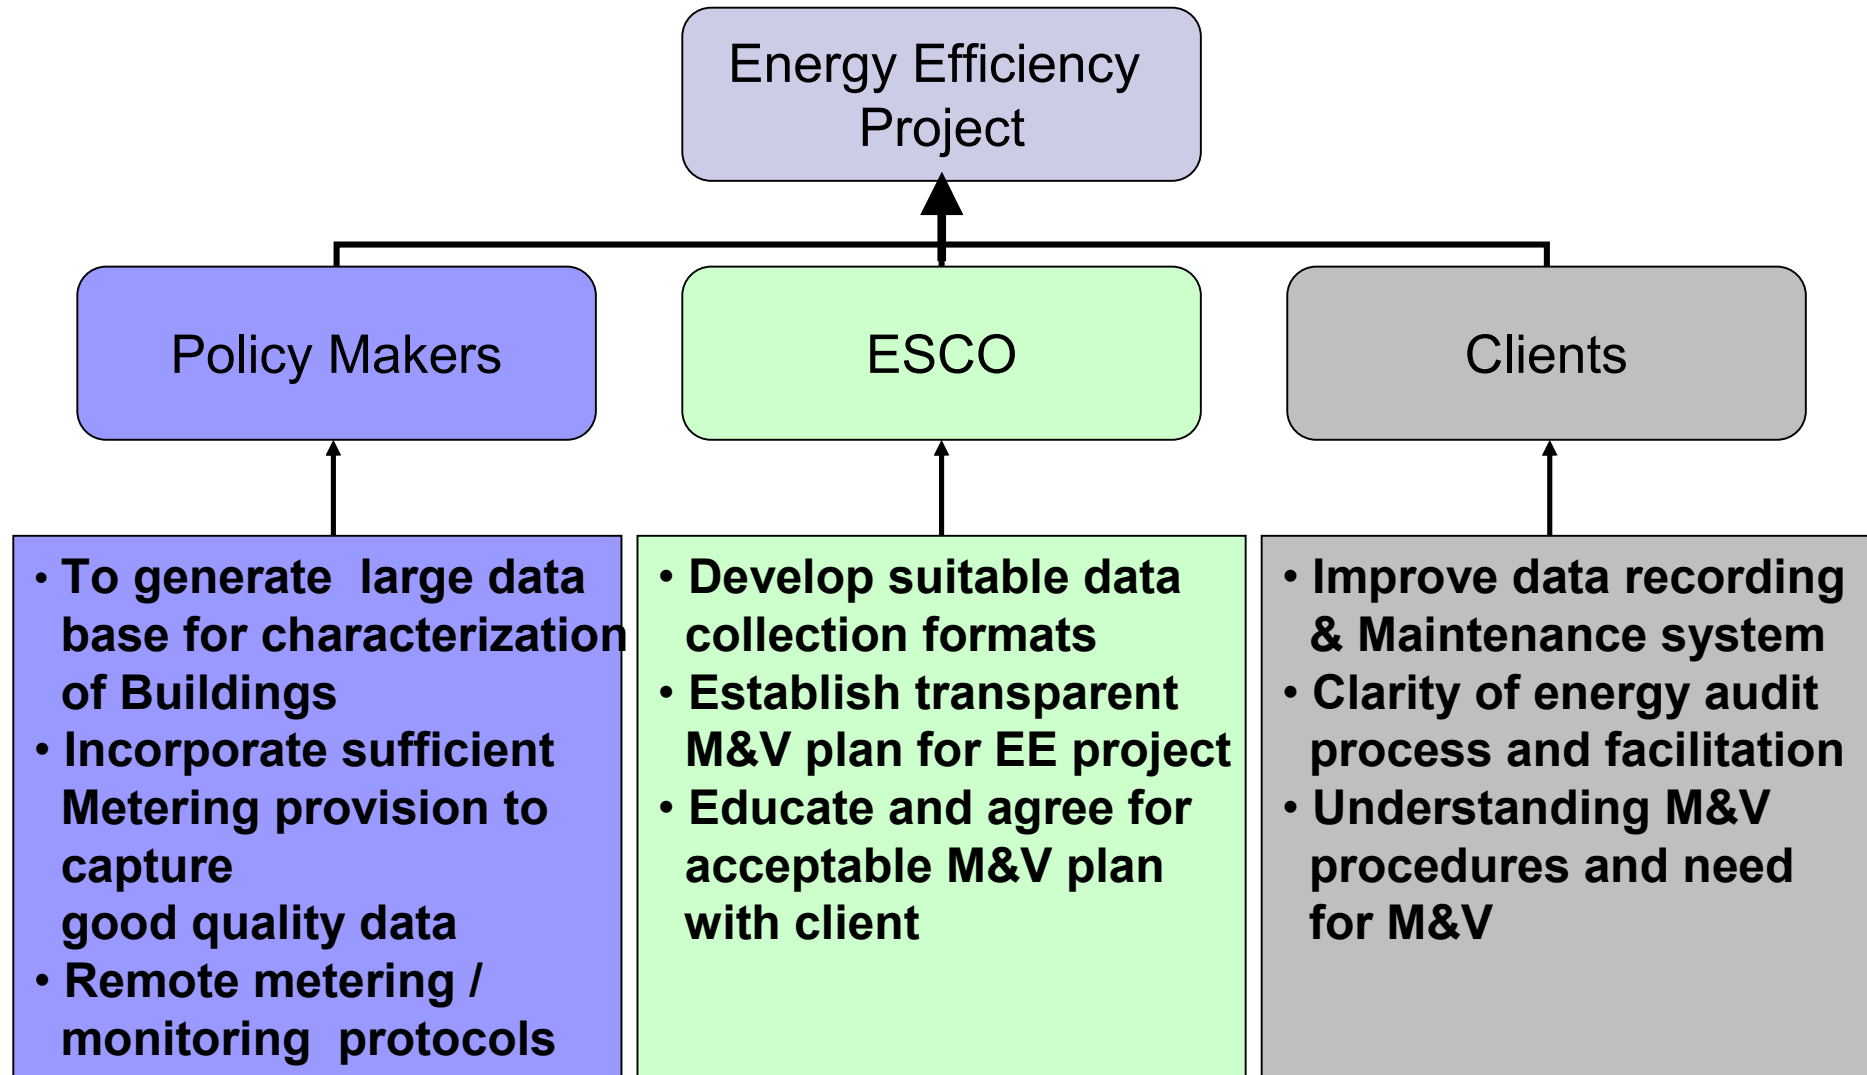 Energy Efficiency
Project
Policy Makers
ESCO
Clients
• To generate  large data
base for characterization
of Buildings
• Incorporate sufficient
Metering provision to
capture
good quality data
• Remote metering /
monitoring  protocols
• Develop suitable data
collection formats
• Establish transparent
M&V plan for EE project
• Educate and agree for
acceptable M&V plan
with client
• Improve data recording
& Maintenance system
• Clarity of energy audit
process and facilitation
• Understanding M&V
procedures and need
for M&V